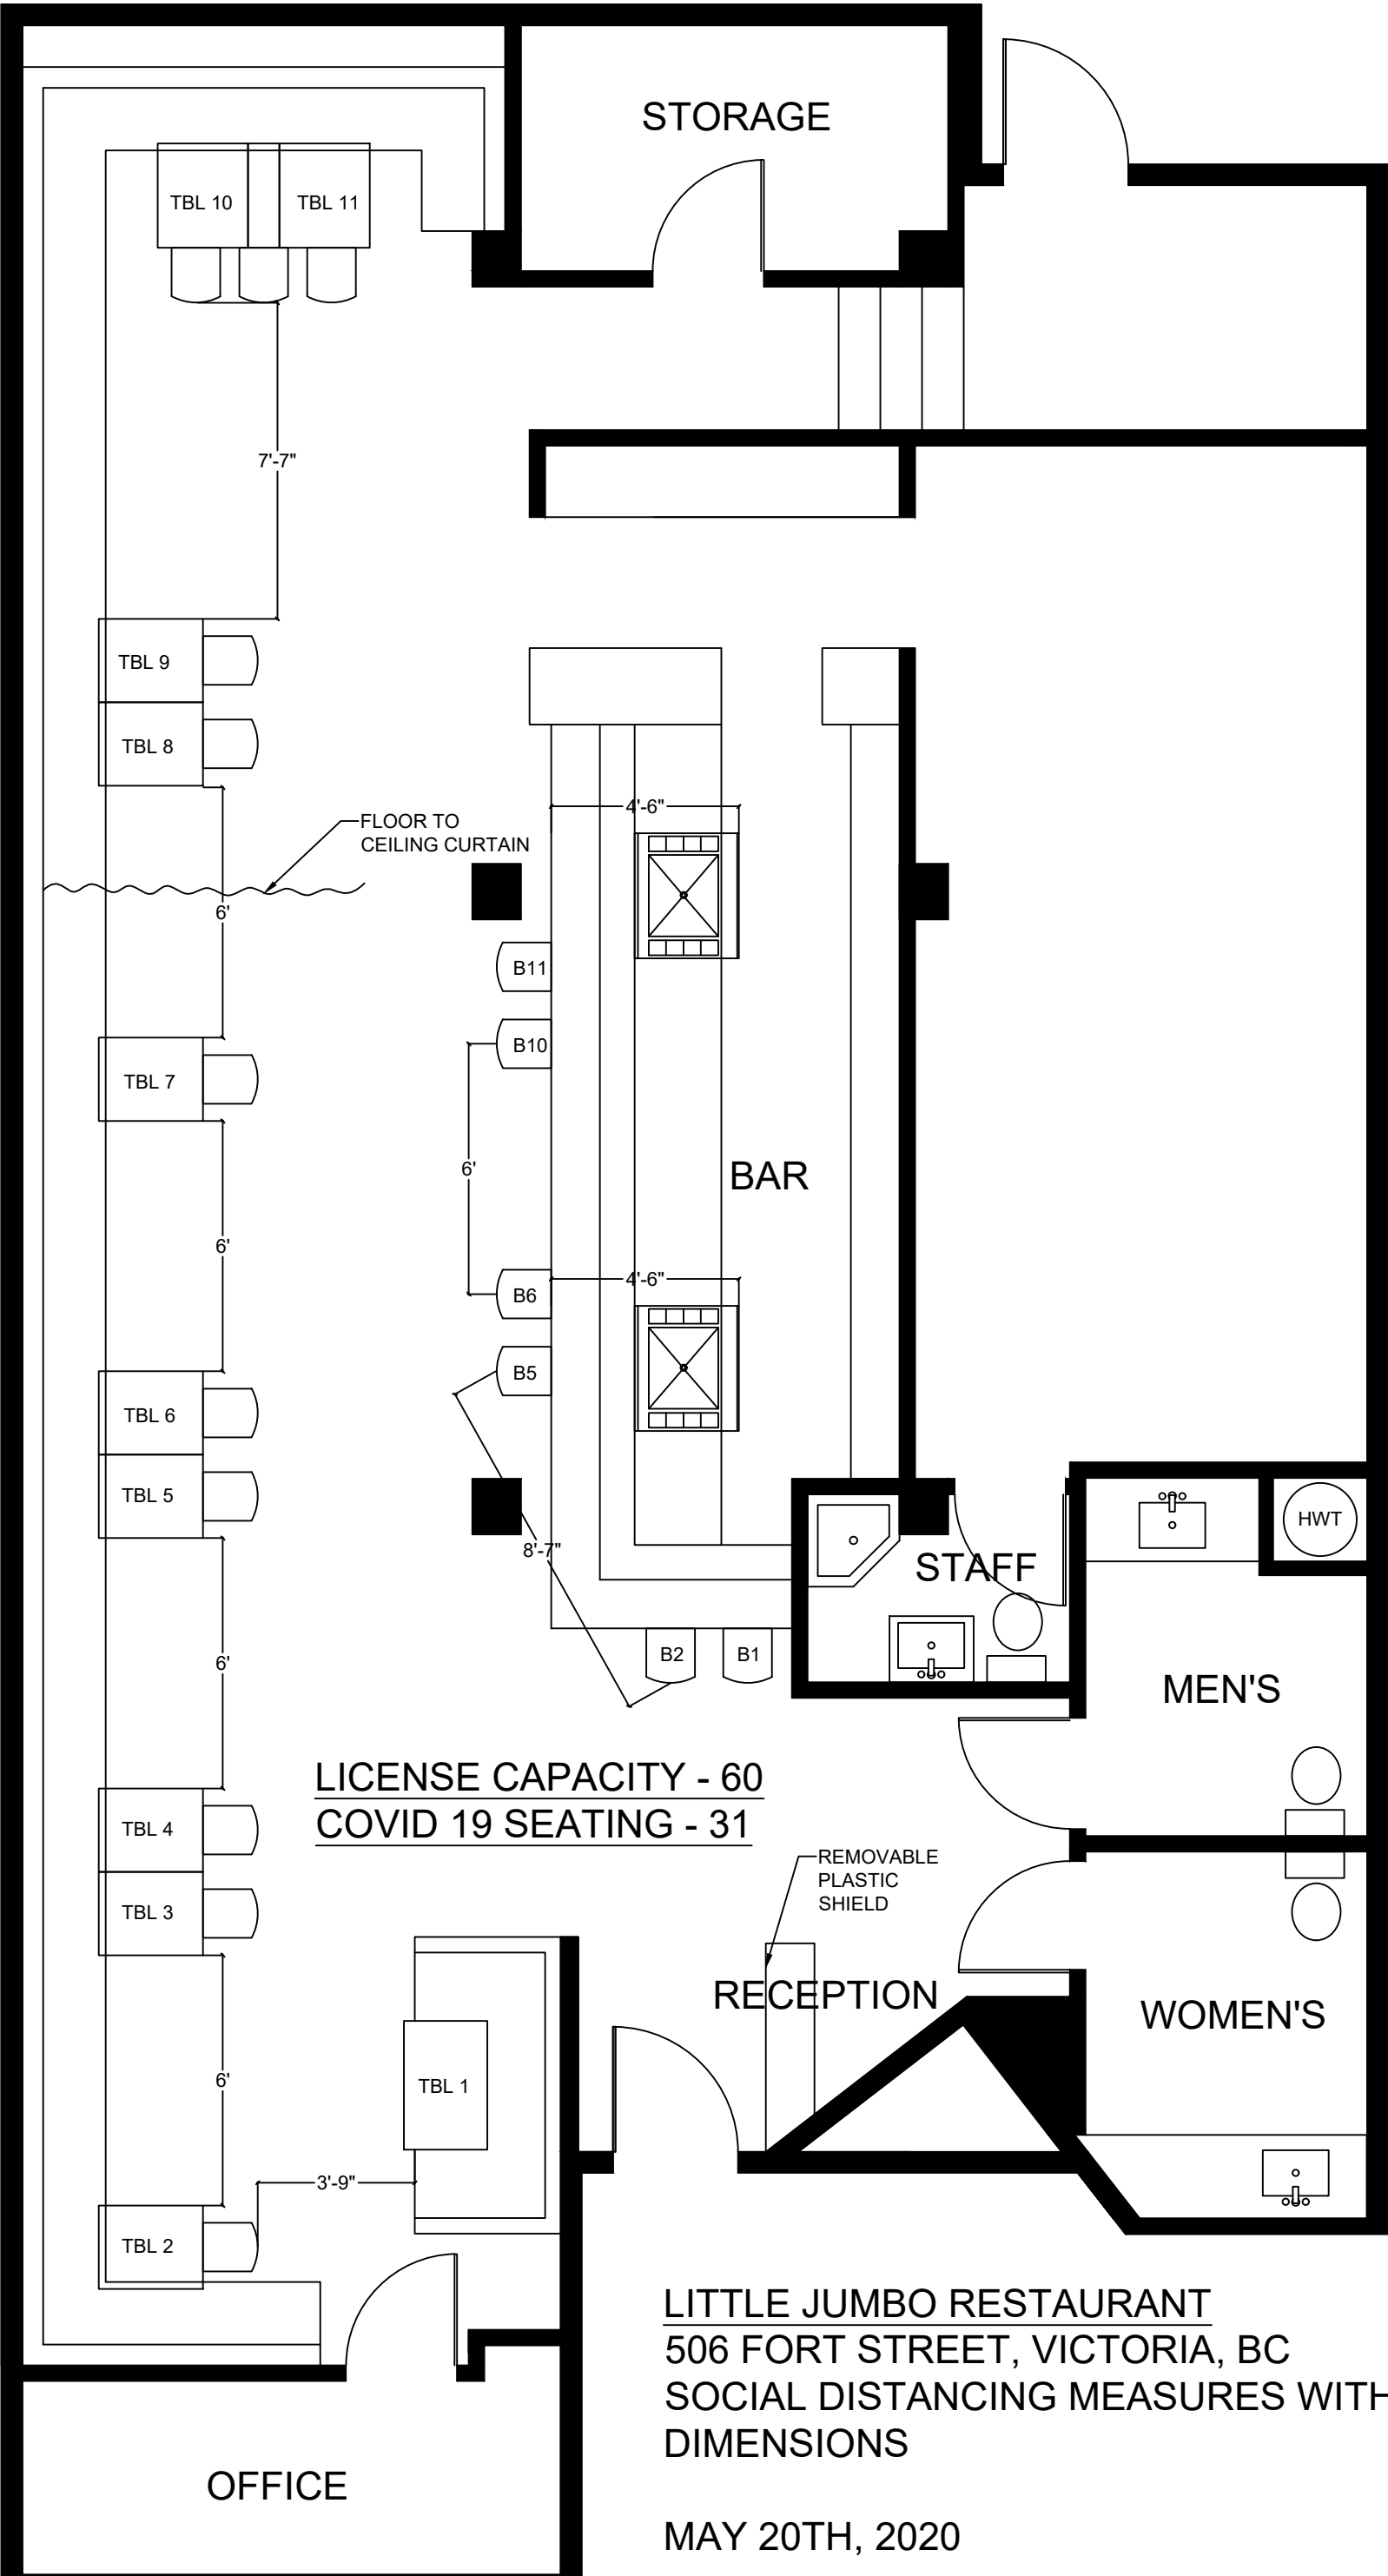 STORAGE
TBL 10
TBL 11
7'-7"
TBL 9
TBL 8
4'-6"
FLOOR TO
CEILING CURTAIN
6'
B11
B10
TBL 7
6'
BAR
6'
4'-6"
B6
B5
TBL 6
TBL 5
HWT
8'-7"
STAFF
B2
B1
6'
MEN'S
LICENSE CAPACITY - 60
COVID 19 SEATING - 31
TBL 4
REMOVABLE
PLASTIC
SHIELD
TBL 3
RECEPTION
WOMEN'S
6'
TBL 1
3'-9"
TBL 2
LITTLE JUMBO RESTAURANT
506 FORT STREET, VICTORIA, BC
SOCIAL DISTANCING MEASURES WITH
DIMENSIONS
OFFICE
MAY 20TH, 2020